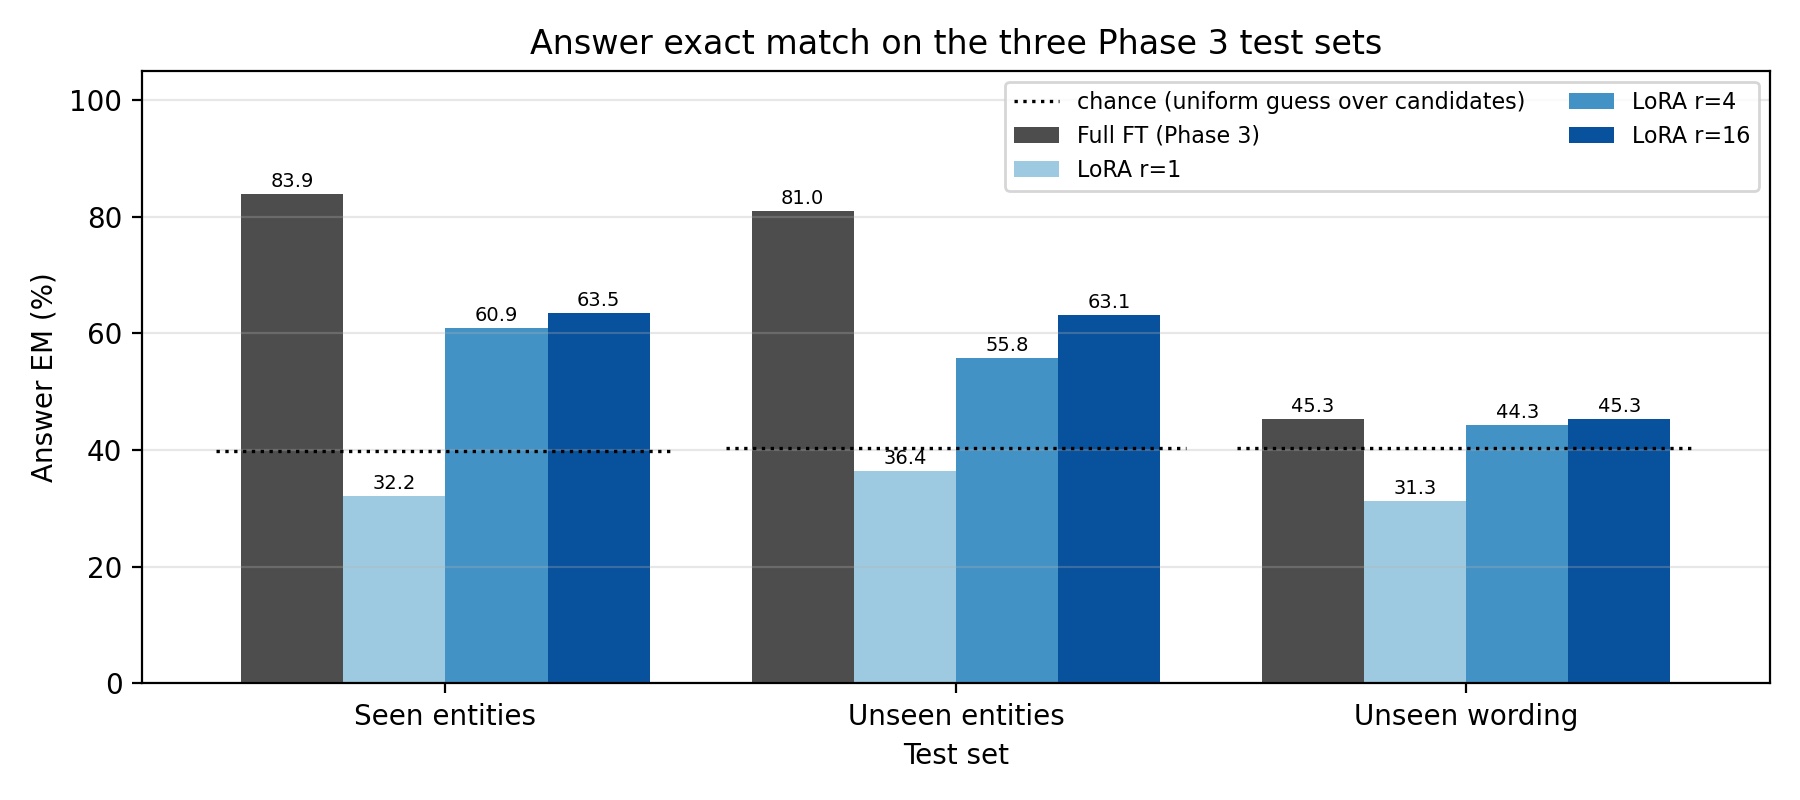 Answer exact match on the three Phase 3 test sets
chance (uniform guess over candidates)
Full FT (Phase 3)
LoRA r=1
LoRA r=4
LoRA r=16
Answer EM (%)
100
80
60
40
20
0
83.9
32.2
60.9
63.5
81.0
36.4
55.8
63.1
45.3
31.3
44.3
45.3
Seen entities
Unseen entities
Unseen wording
Test set